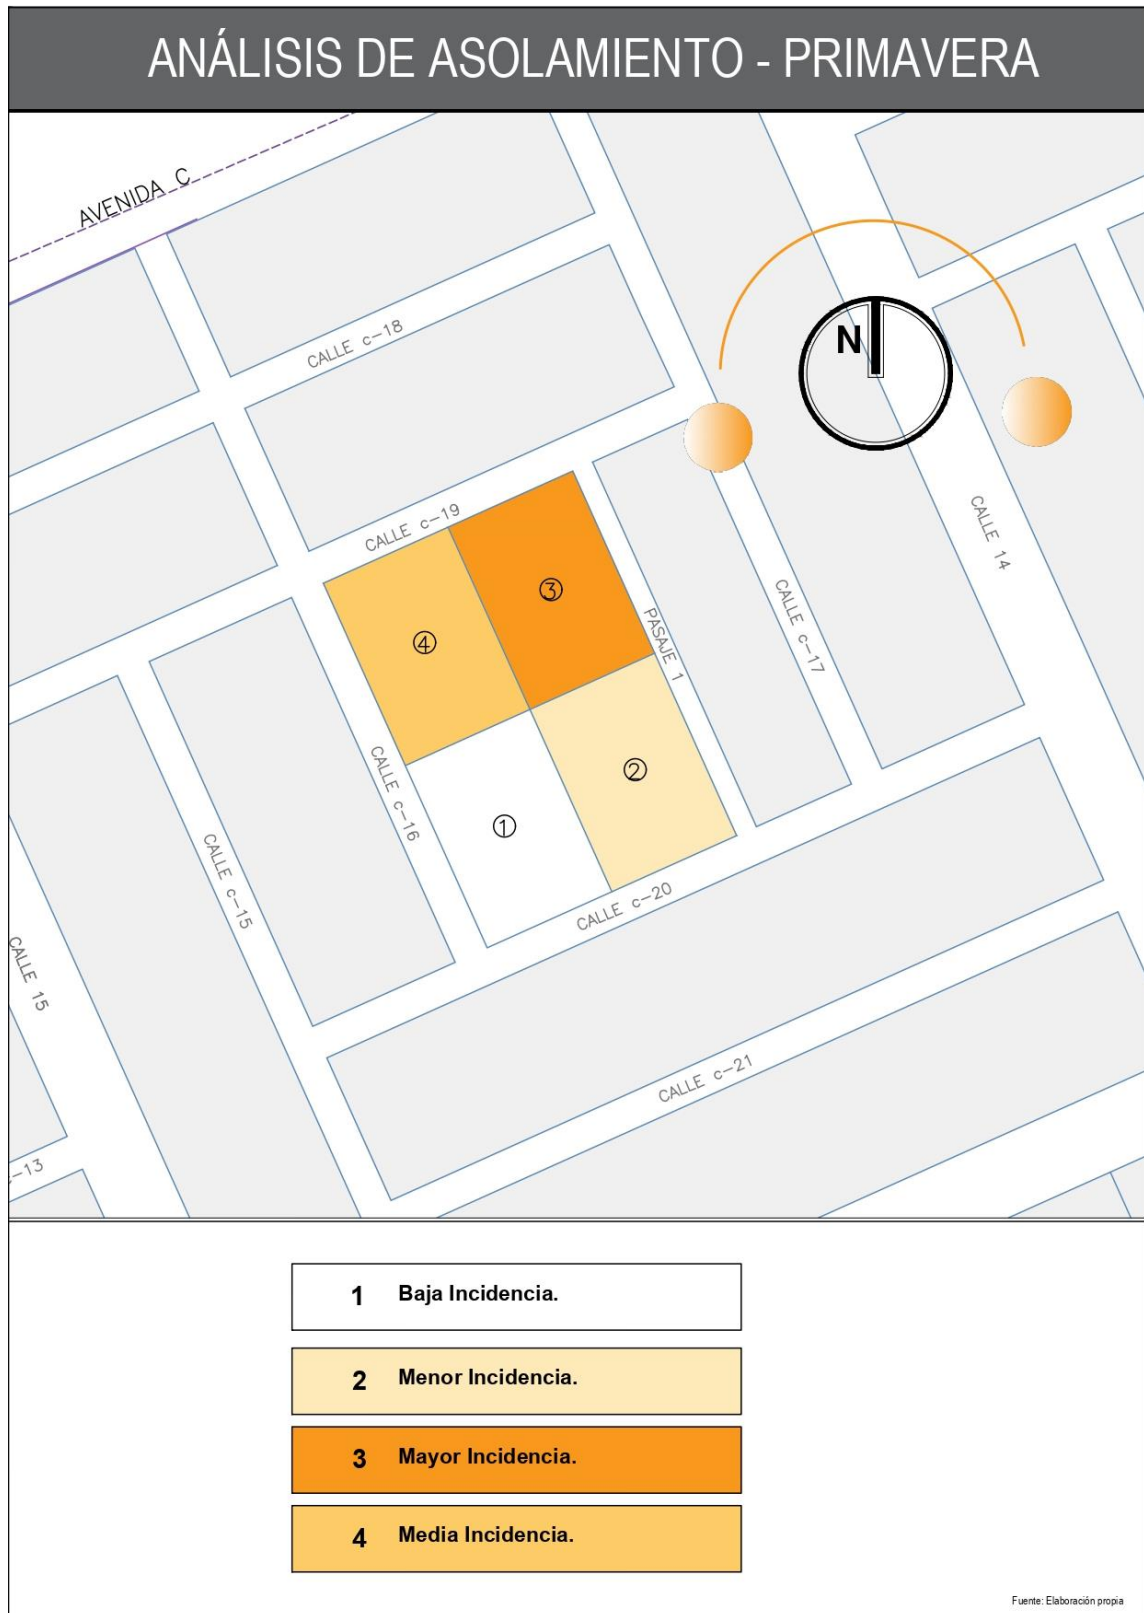 ANÁLISIS DE ASOLAMIENTO - PRIMAVERA
AVENIDA C
CALLE c-18
N
CALLE c-19
CALLE 14
③
④
PASAJE 1
CALLE c-17
CALLE c-16
②
①
CALLE c-15
CALLE c-20
CALLE 15
CALLE c-21
-13
1 Baja Incidencia.
2 Menor Incidencia.
3 Mayor Incidencia.
4 Media Incidencia.
Fuente: Elaboración propia